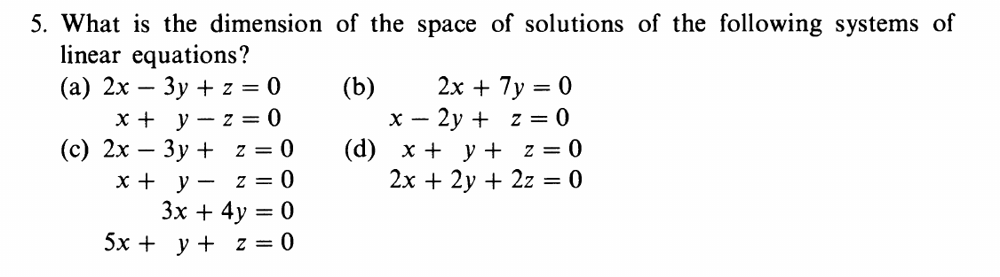 5. What is the dimension of the space of solutions of the following systems of
linear equations?
(a) 2x − 3y + z = 0 (b) 2x + 7y = 0
x + y − z = 0 x − 2y + z = 0
(c) 2x − 3y + z = 0 (d) x + y + z = 0
x + y − z = 0 2x + 2y + 2z = 0
3x + 4y = 0
5x + y + z = 0